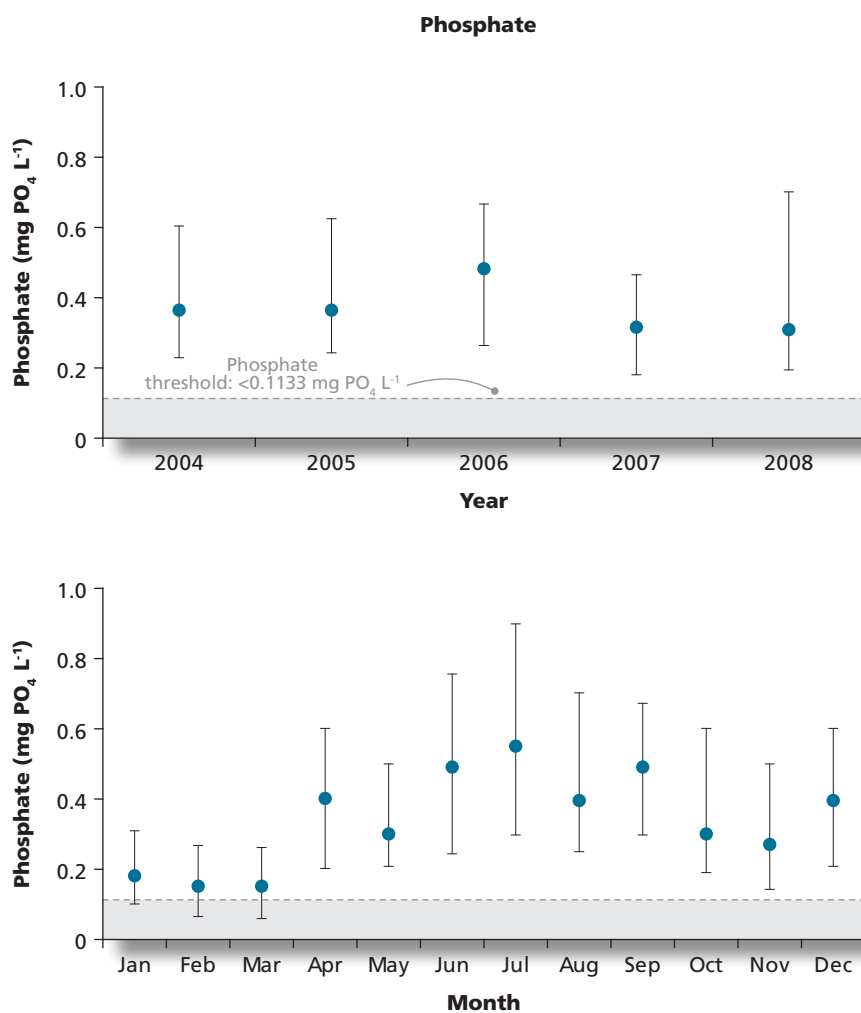 Phosphate
Phosphate (mg PO₄ L⁻¹)
1.0
0.8
0.6
0.4
0.2
0
Phosphate
threshold: <0.1133 mg PO₄ L⁻¹
2004 2005 2006 2007 2008
Year
Phosphate (mg PO₄ L⁻¹)
1.0
0.8
0.6
0.4
0.2
0
Jan Feb Mar Apr May Jun Jul Aug Sep Oct Nov Dec
Month